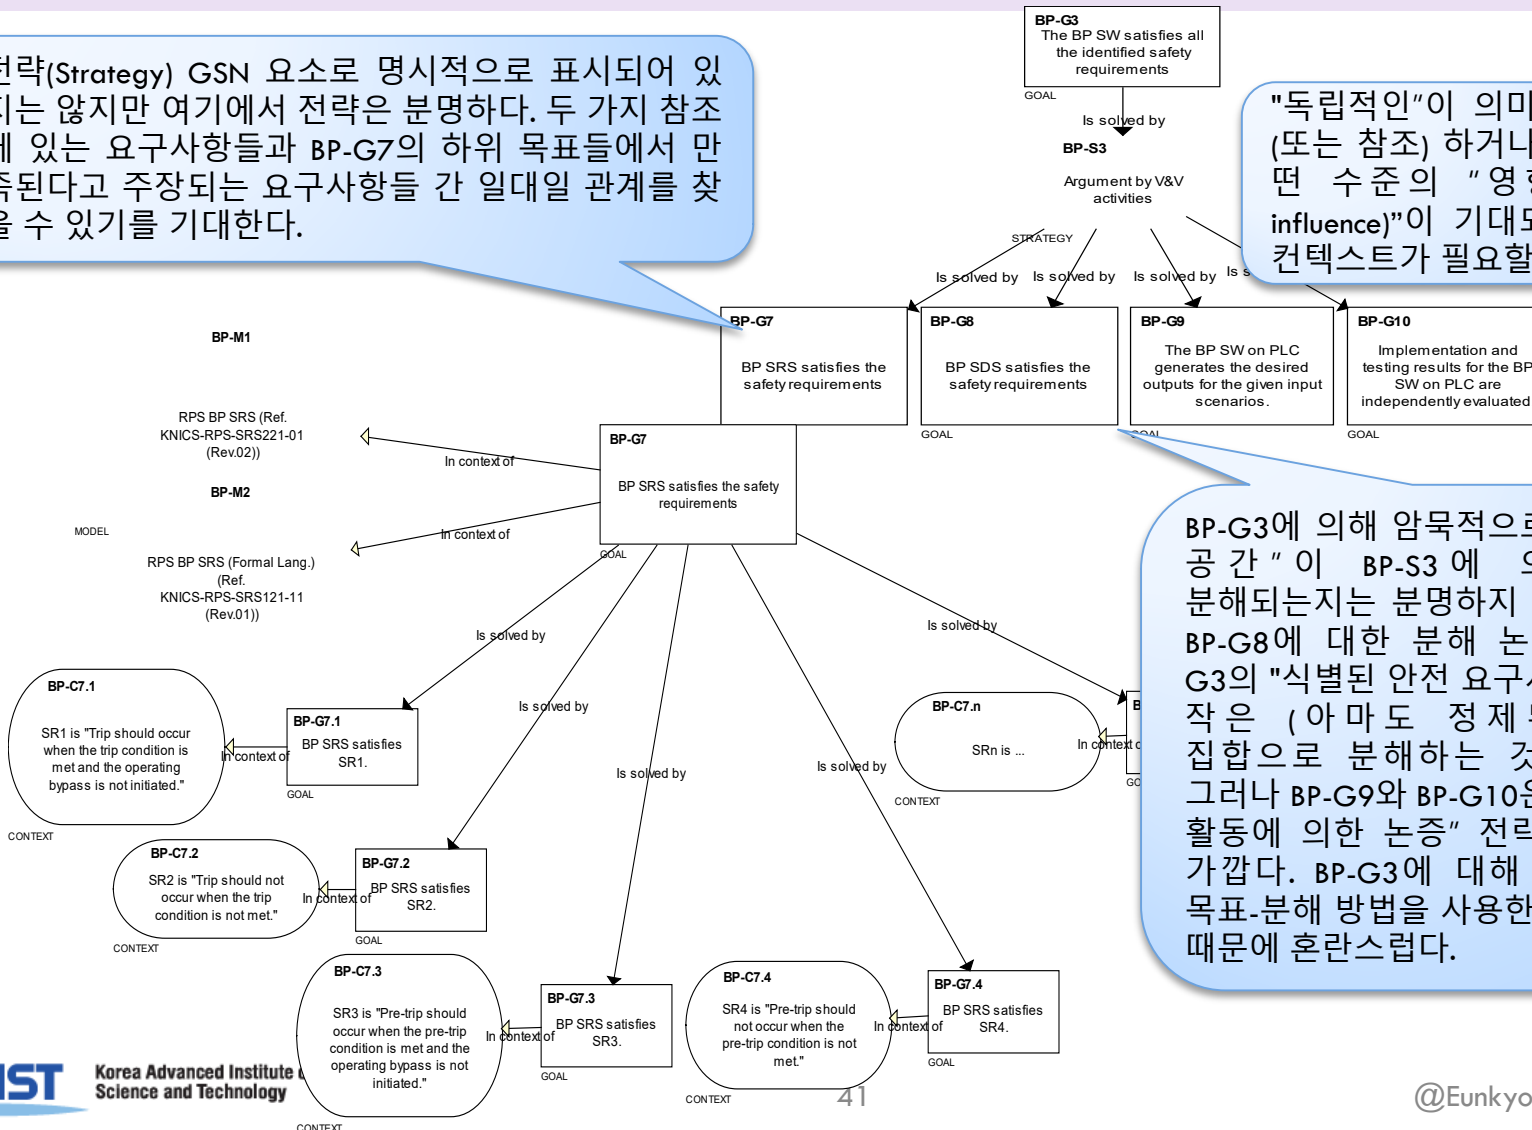 BP-G3
The BP SW satisfies all
the identified safety
requirements
GOAL
Is solved by
BP-S3
Argument by V&V
activities
STRATEGY
전략(Strategy) GSN 요소로 명시적으로 표시되어 있
지는 않지만 여기에서 전략은 분명하다. 두 가지 참조
에 있는 요구사항들과 BP-G7의 하위 목표들에서 만
족된다고 주장되는 요구사항들 간 일대일 관계를 찾
을 수 있기를 기대한다.
"독립적인”이 의미
(또는 참조) 하거나
떤 수준의 “영향
influence)”이 기대되
컨텍스트가 필요할
Is solved by
Is solved by
Is solved by
Is s
BP-G7
BP SRS satisfies the
safety requirements
BP-G8
BP SDS satisfies the
safety requirements
GOAL
BP-G9
The BP SW on PLC
generates the desired
outputs for the given input
scenarios.
GOAL
BP-G10
Implementation and
testing results for the BP
SW on PLC are
independently evaluated
GOAL
BP-M1
RPS BP SRS (Ref.
KNICS-RPS-SRS221-01
(Rev.02))
In context of
BP-M2
MODEL
RPS BP SRS (Formal Lang.)
(Ref.
KNICS-RPS-SRS121-11
(Rev.01))
In context of
BP-G7
BP SRS satisfies the safety
requirements
GOAL
BP-G3에 의해 암묵적으로
공간”이 BP-S3에 의
분해되는지는 분명하지
BP-G8에 대한 분해 논
G3의 "식별된 안전 요구사
작은 (아마도 정제된
집합으로 분해하는 것
그러나 BP-G9와 BP-G10은
활동에 의한 논증” 전략
가깝다. BP-G3에 대해
목표-분해 방법을 사용한
때문에 혼란스럽다.
Is solved by
Is solved by
Is solved by
Is solved by
Is solved by
BP-C7.1
SR1 is "Trip should occur
when the trip condition is
met and the operating
bypass is not initiated."
CONTEXT
In context of
BP-G7.1
BP SRS satisfies
SR1.
GOAL
BP-C7.2
SR2 is "Trip should not
occur when the trip
condition is not met."
CONTEXT
In context of
BP-G7.2
BP SRS satisfies
SR2.
GOAL
BP-C7.3
SR3 is "Pre-trip should
occur when the pre-trip
condition is met and the
operating bypass is not
initiated."
CONTEXT
In context of
BP-G7.3
BP SRS satisfies
SR3.
GOAL
BP-C7.4
SR4 is "Pre-trip should
not occur when the
pre-trip condition is not
met."
CONTEXT
In context of
BP-G7.4
BP SRS satisfies
SR4.
GOAL
BP-C7.n
SRn is ...
CONTEXT
In context o
B
GO
IST
Korea Advanced Institute
Science and Technology
41
@Eunkyo